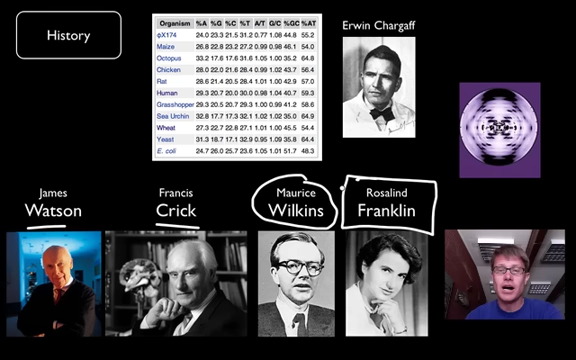 History
Organism %A %G %C %T A/T G/C %GC %AT
φX174 24.0 23.3 21.5 31.2 0.77 1.08 44.8 55.2
Maize 26.8 22.8 23.2 27.2 0.99 0.98 46.1 54.0
Octopus 33.2 17.6 17.6 31.6 1.05 1.00 35.2 64.8
Chicken 28.0 22.0 21.6 28.4 0.99 1.02 43.7 56.4
Rat 28.6 21.4 20.5 28.4 1.01 1.00 42.9 57.0
Human 29.3 20.7 20.0 30.0 0.98 1.04 40.7 59.3
Grasshopper 29.3 20.5 20.7 29.3 1.00 0.99 41.2 58.6
Sea Urchin 32.8 17.7 17.3 32.1 1.02 1.02 35.0 64.9
Wheat 27.3 22.7 22.8 27.1 1.01 1.00 45.5 54.4
Yeast 31.3 18.7 17.1 32.9 0.95 1.09 35.8 64.4
E. coli 24.7 26.0 25.7 23.6 1.05 1.01 51.7 48.3
Erwin Chargaff
James
Watson
Francis
Crick
Maurice
Wilkins
Rosalind
Franklin